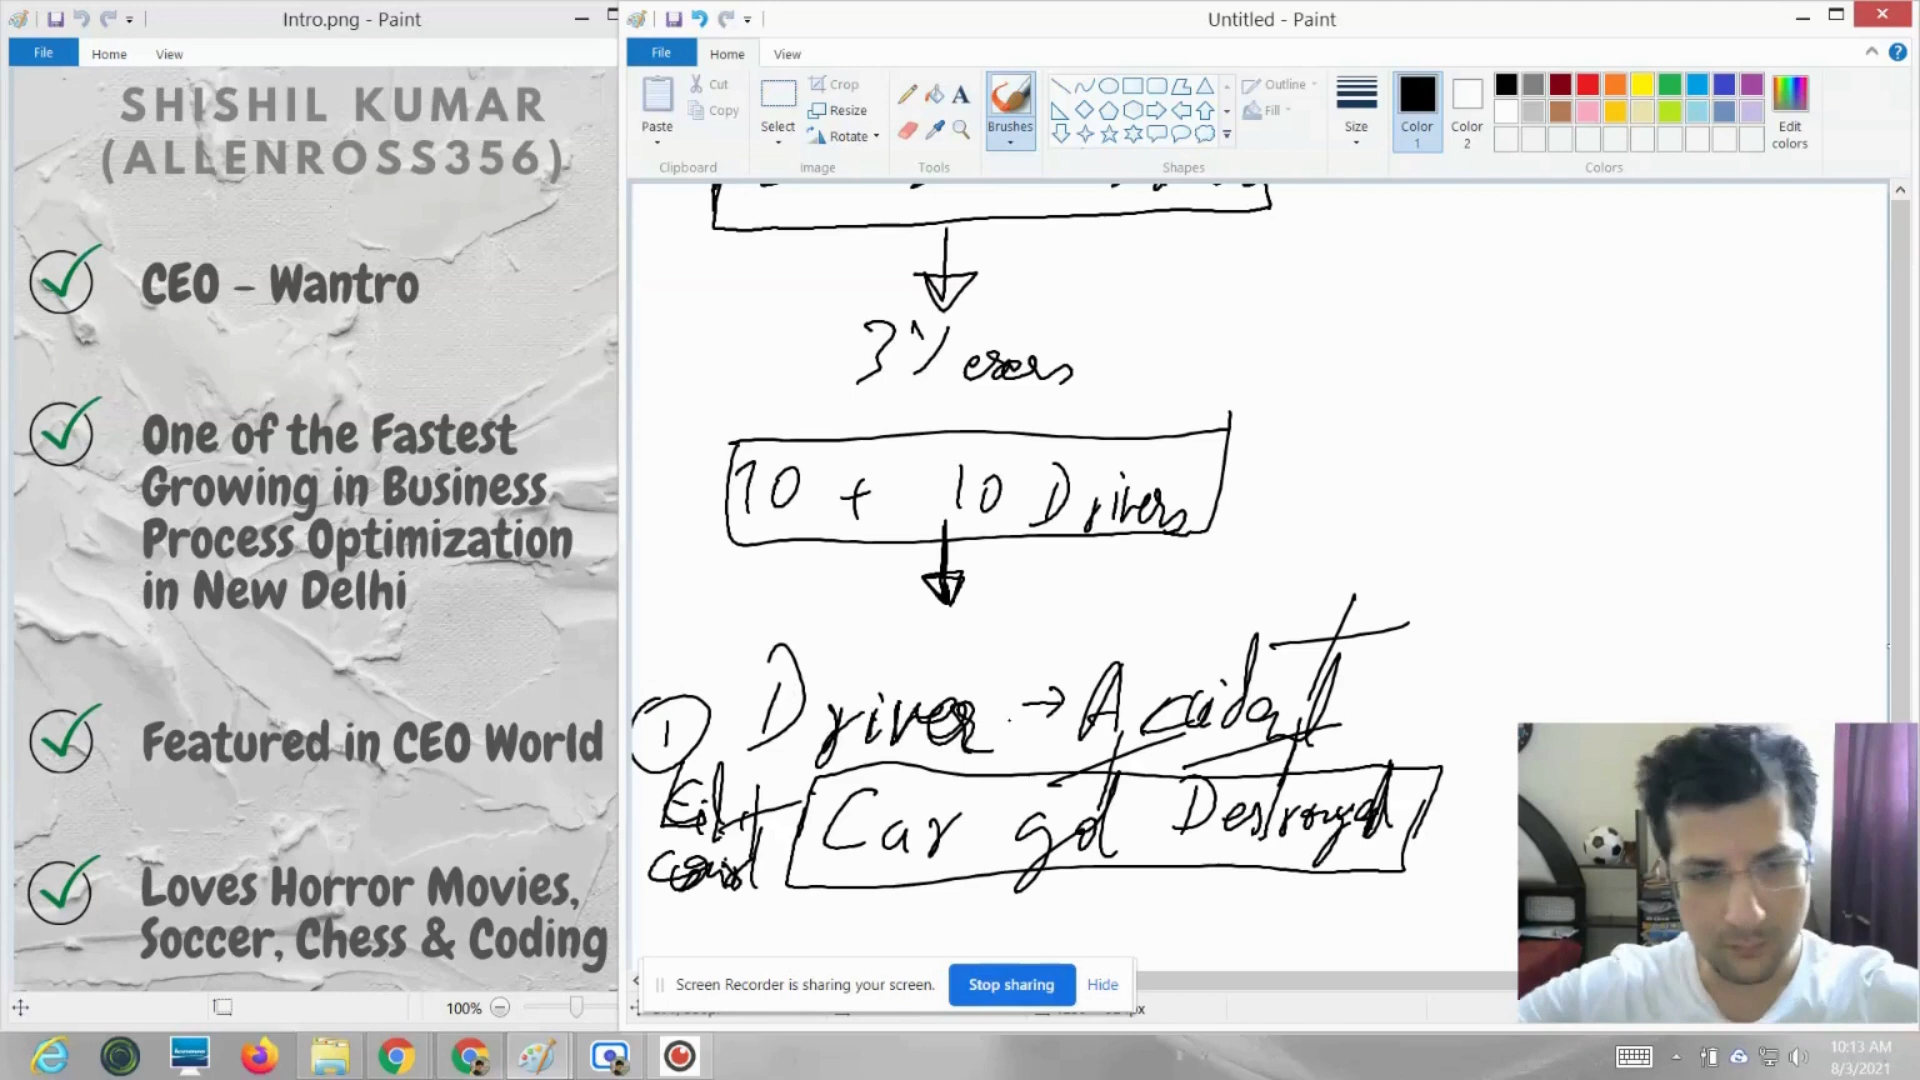 Intro.png - Paint
File Home View
SHISHIL KUMAR
(ALLENROSS356)
CEO - Wantro
One of the Fastest
Growing in Business
Process Optimization
in New Delhi
Featured in CEO World
Loves Horror Movies,
Soccer, Chess & Coding
100%
Untitled - Paint
File Home View
Paste
Cut
Copy
Clipboard
Select
Crop
Resize
Rotate
Image
Tools
Brushes
Shapes
Outline
Fill
Size
Color 1
Color 2
Edit colors
Colors
3 Years
10 + 10 Drivers
1 Driver → Accident
Car got Destroyed
Screen Recorder is sharing your screen.
Stop sharing
Hide
lenovo
10:13 AM
8/3/2021